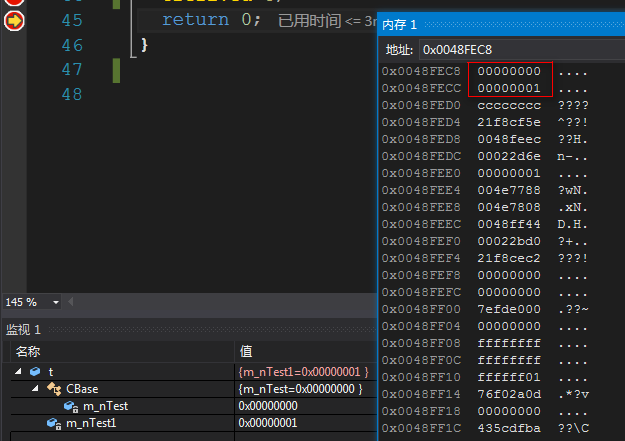 45 return 0; 已用时间 <= 3m
46 }
47
48
145 %
监视 1
名称 值
t {m_nTest1=0x00000001 }
CBase {m_nTest=0x00000000 }
m_nTest 0x00000000
m_nTest1 0x00000001
内存 1
地址: 0x0048FEC8
0x0048FEC8 00000000 ....
0x0048FECC 00000001 ....
0x0048FED0 cccccccc ????
0x0048FED4 21f8cf5e ^??!
0x0048FED8 0048feec ??H.
0x0048FEDC 00022d6e n-..
0x0048FEE0 00000001 ....
0x0048FEE4 004e7788 ?wN.
0x0048FEE8 004e7808 .xN.
0x0048FEEC 0048ff44 D.H.
0x0048FEF0 00022bd0 ?+..
0x0048FEF4 21f8cec2 ???!
0x0048FEF8 00000000 ....
0x0048FEFC 00000000 ....
0x0048FF00 7efde000 .??~
0x0048FF04 00000000 ....
0x0048FF08 ffffffff ....
0x0048FF0C ffffffff ....
0x0048FF10 ffffff01 ....
0x0048FF14 76f02a0d .*?v
0x0048FF18 00000000 ....
0x0048FF1C 435cdfba ??\C